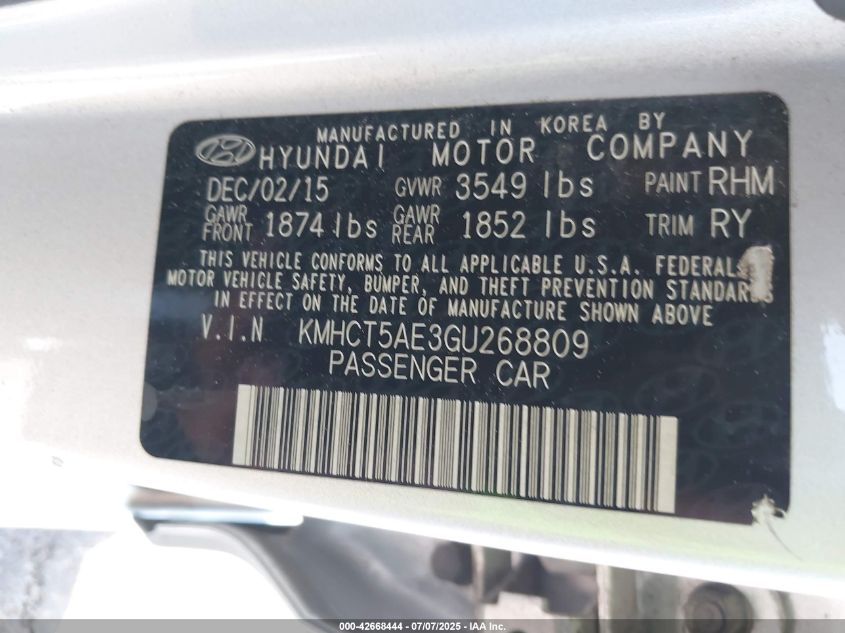 MANUFACTURED IN KOREA BY
HYUNDAI MOTOR COMPANY
DEC/02/15 GVWR 3549 lbs PAINT RHM
GAWR FRONT 1874 lbs GAWR REAR 1852 lbs TRIM RY
THIS VEHICLE CONFORMS TO ALL APPLICABLE U.S.A. FEDERAL
MOTOR VEHICLE SAFETY, BUMPER, AND THEFT PREVENTION STANDARDS
IN EFFECT ON THE DATE OF MANUFACTURE SHOWN ABOVE
V.I.N KMHCT5AE3GU268809
PASSENGER CAR
000-42668444 - 07/07/2025 - IAA Inc.